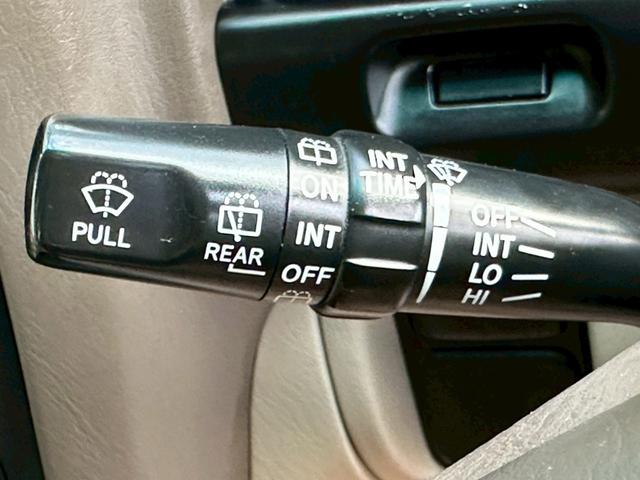 PULL
REAR
ON
INT
OFF
INT
TIME
OFF
INT
LO
HI